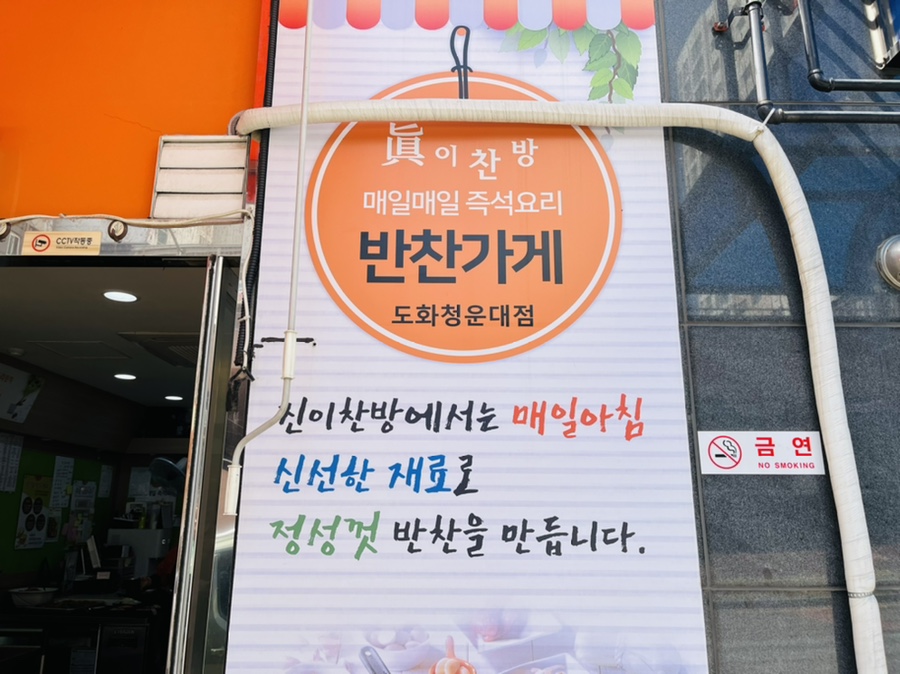 眞이찬방
매일매일 즉석요리
반찬가게
도화청운대점
CCTV작동중
신이찬방에서는 매일아침
신선한 재료로
정성껏 반찬을 만듭니다.
금연
NO SMOKING